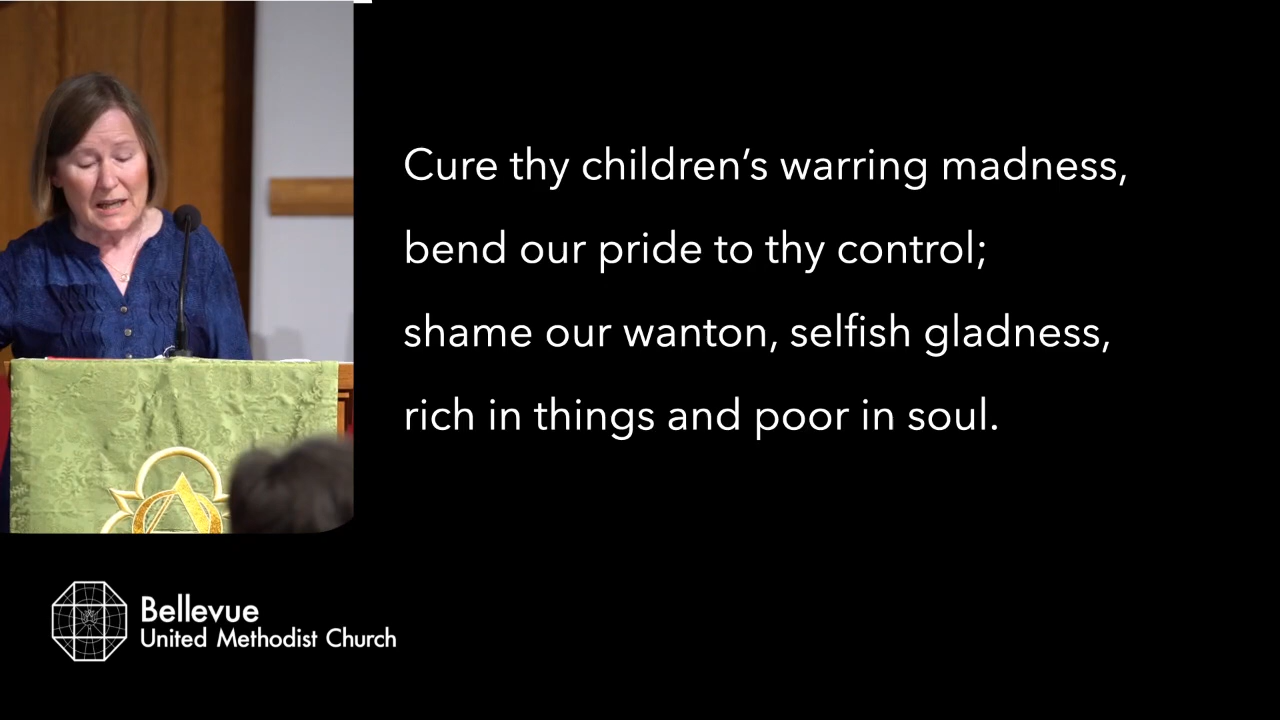 Cure thy children’s warring madness,
bend our pride to thy control;
shame our wanton, selfish gladness,
rich in things and poor in soul.
Bellevue
United Methodist Church